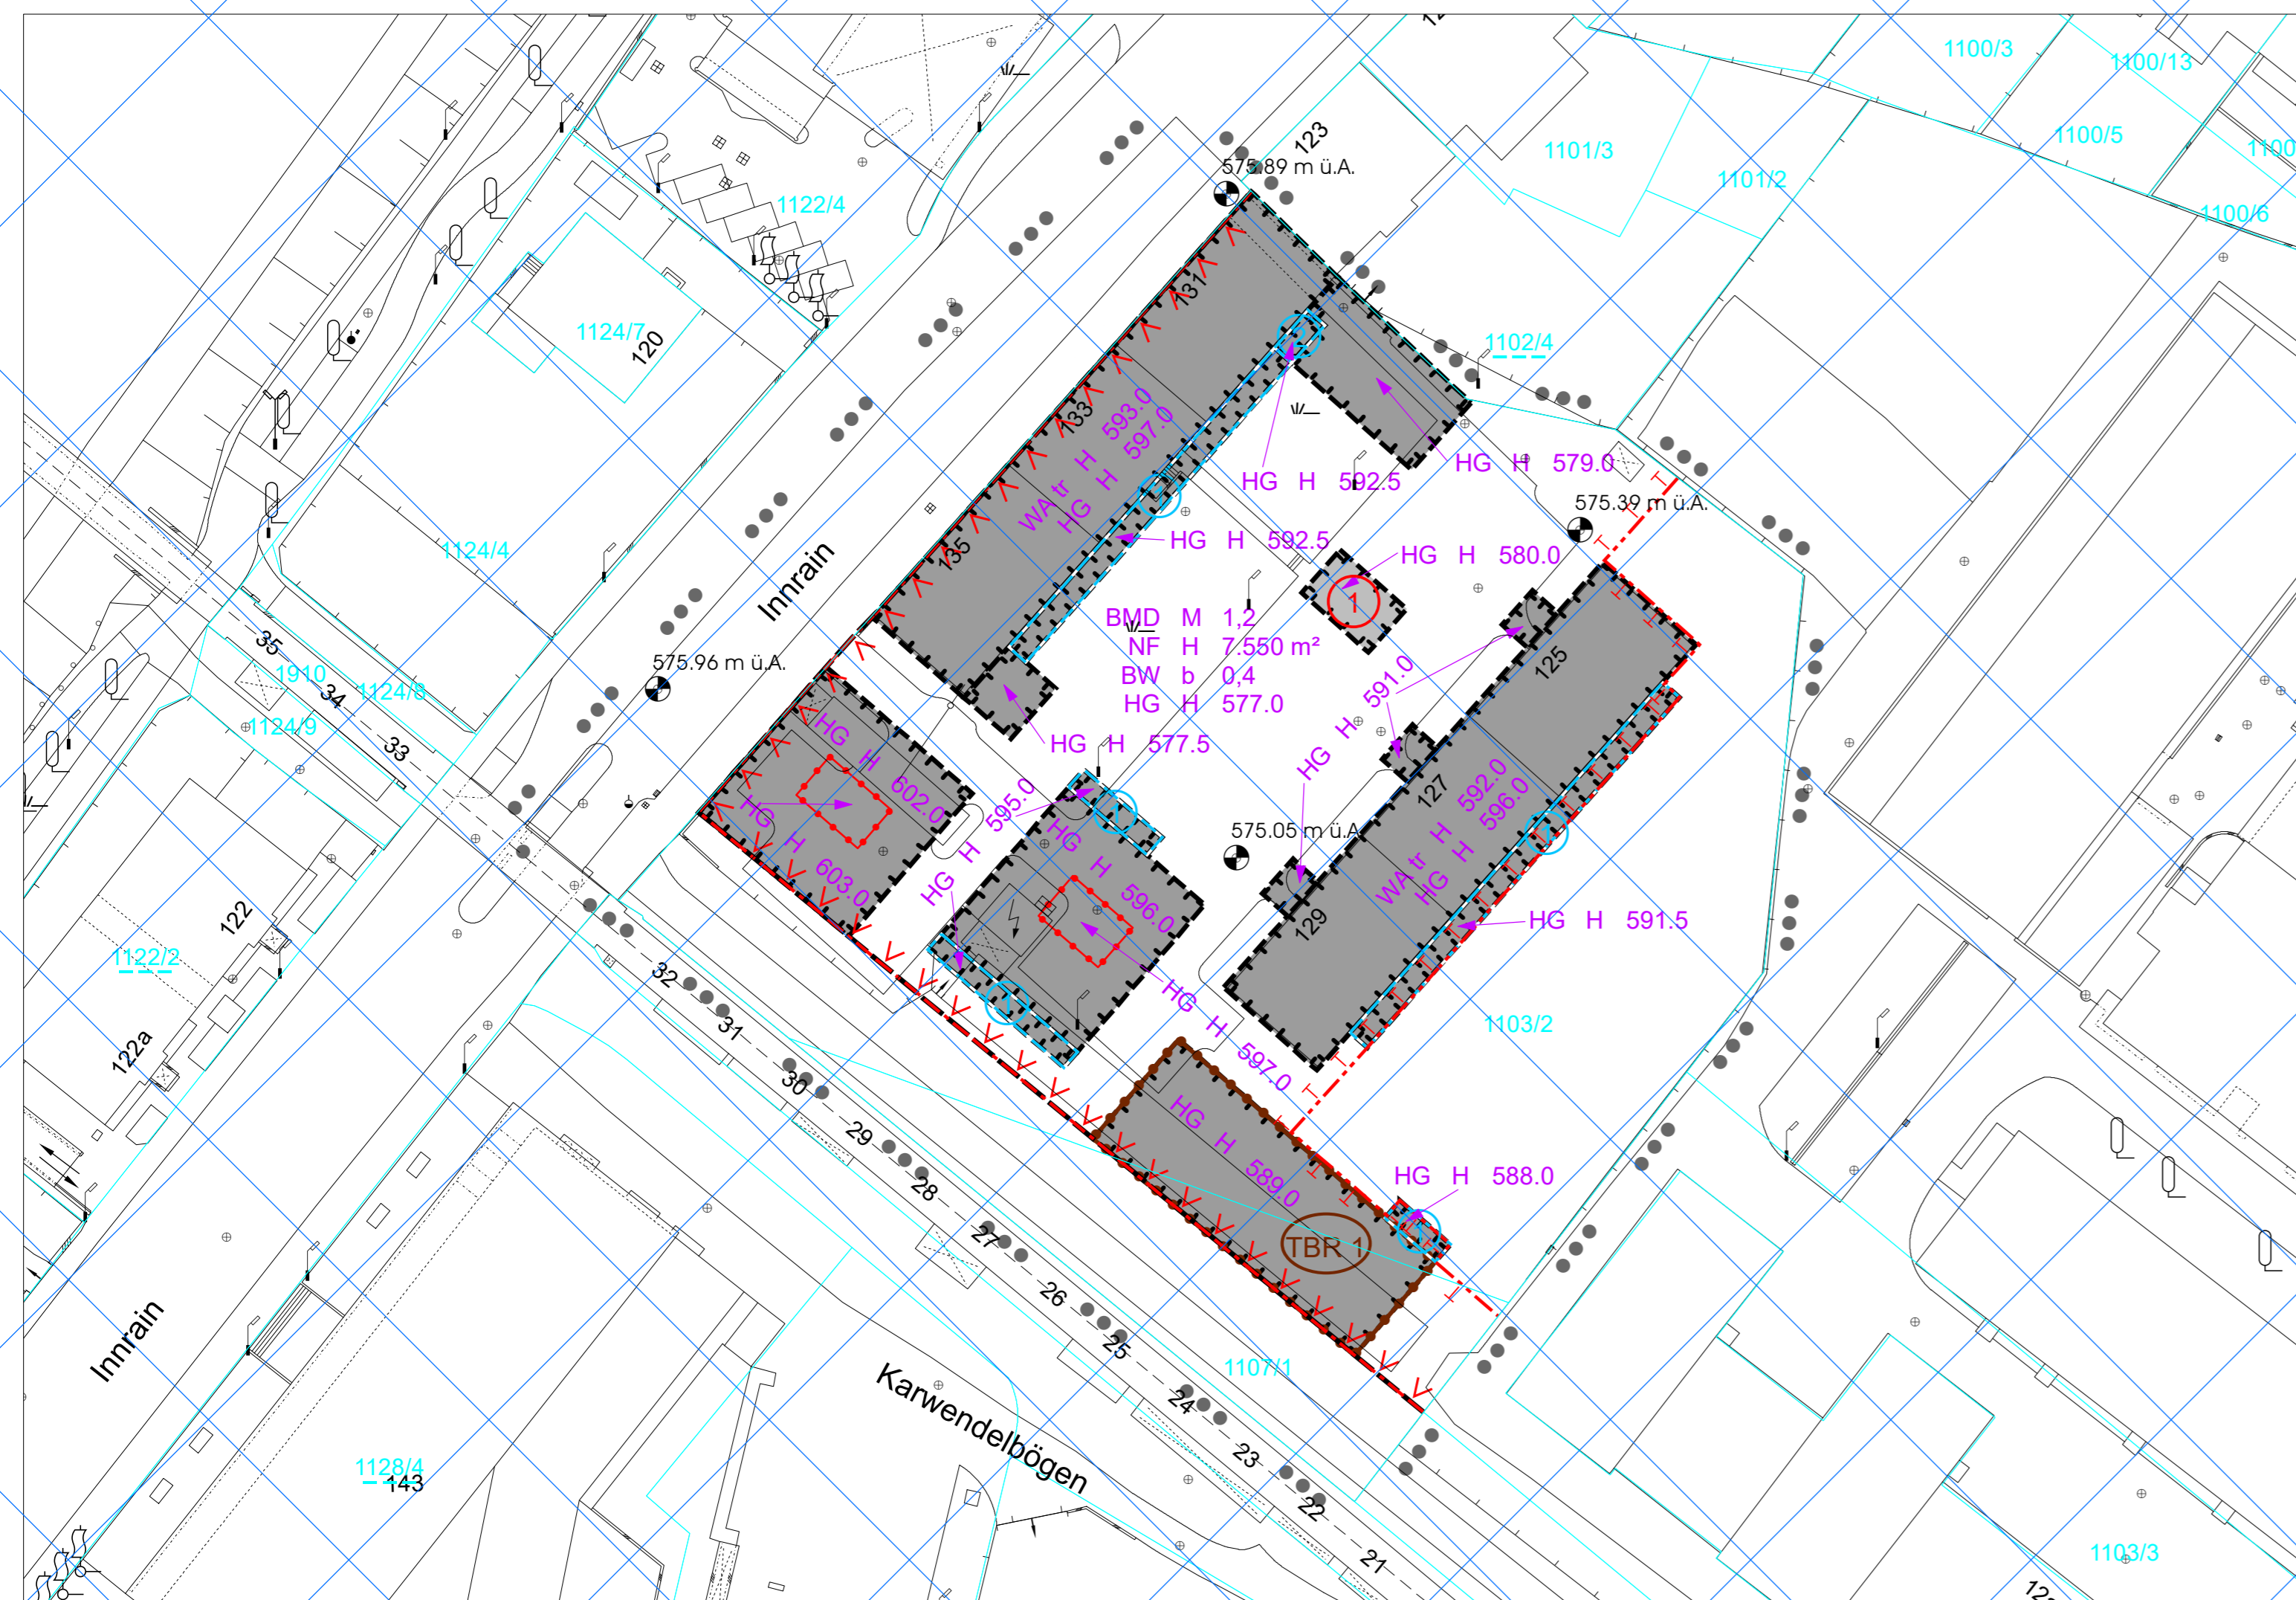 1100/3
1100/13
123
1100/5
1101/3
1100
575.89 m ü.A.
1101/2
1122/4
1100/6
131
1124/7
120
1102/4
133
WA tr H 593.0
HG H 597.0
HG H 579.0
HG H 592.5
575.39 m ü.A.
1124/4
135
Innrain
HG H 592.5
HG H 580.0
1
BMD M 1,2
NF H 7.550 m²
BW b 0,4
HG H 577.0
35
575.96 m ü.A.
125
1910
34
1124/8
HG H 591.0
1124/9
33
HG H 577.5
HG H 602.0
127
HG H 595.0
WA tr H 592.0
HG H 596.0
575.05 m ü.A.
HG H 603.0
HG H 596.0
122
129
HG H 591.5
1122/2
32
31
HG H 597.0
1103/2
122a
30
29
HG H 589.0
28
HG H 588.0
27
TBR 1
26
Innrain
25
1107/1
Karwendelbögen
24
23
1128/4
143
22
21
1103/3